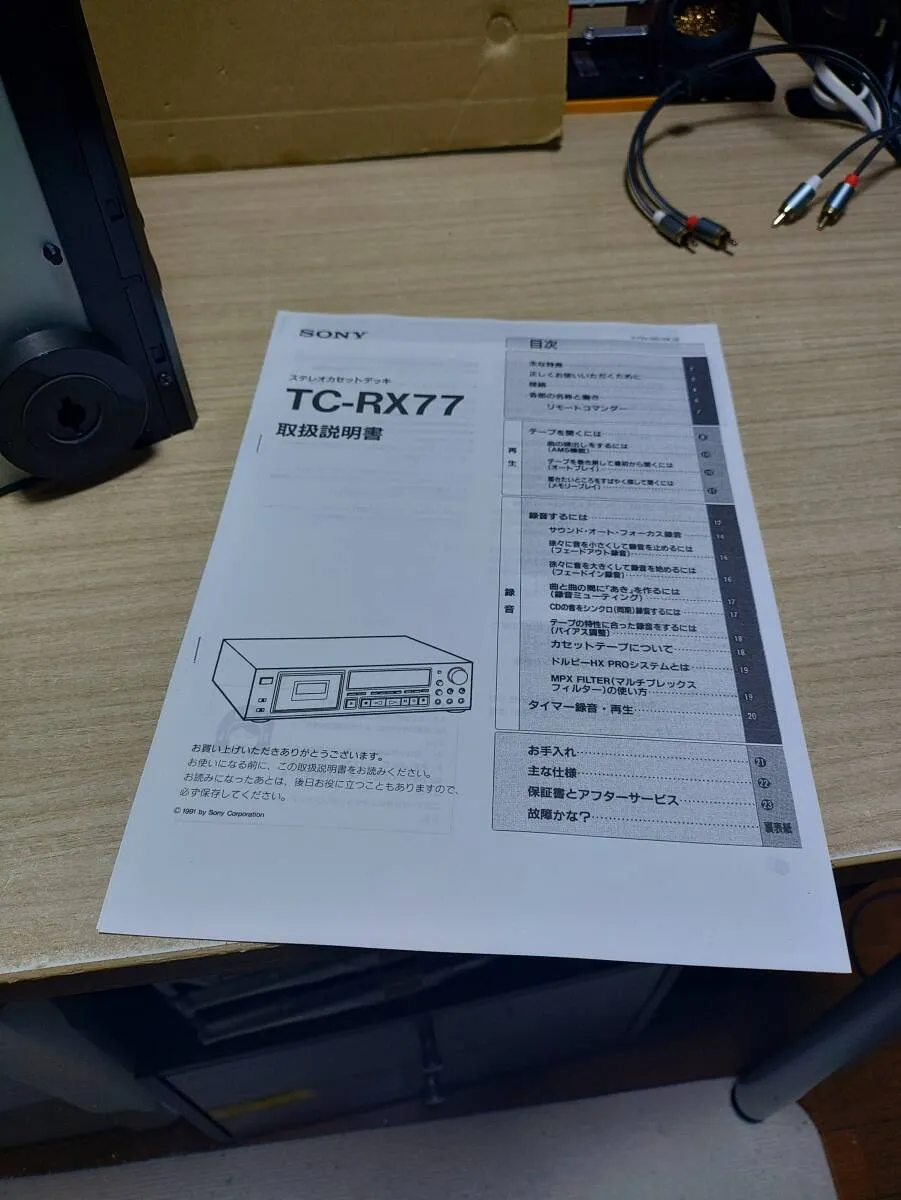 SONY
ステレオカセットデッキ
TC-RX77
取扱説明書
お買い上げいただきありがとうございます。
お使いになる前に、この取扱説明書をお読みください。
お読みになったあとは、後日お役に立つこともありますので、
必ず保存してください。
© 1991 by Sony Corporation
目次
主な特長
正しくお使いいただくために
接続
各部の名称と働き
リモートコマンダー
再生
テープを聞くには
曲の頭出しをするには
(AMS機能)
テープを巻き戻して最初から聞くには
(オートプレイ)
聞きたいところをすばやく探して聞くには
(メモリープレイ)
録音
録音するには 12
サウンド・オート・フォーカス録音 14
徐々に音を小さくして録音を止めるには
(フェードアウト録音)
徐々に音を大きくして録音を始めるには
(フェードイン録音) 16
曲と曲の間に「あき」を作るには
(録音ミューティング) 17
CDの音をシンクロ(同期)録音するには 17
テープの特性に合った録音をするには
(バイアス調整) 18
カセットテープについて 18
ドルビーHX PROシステムとは 19
MPX FILTER(マルチプレックス
フィルター)の使い方 19
タイマー録音・再生 20
お手入れ 21
主な仕様 22
保証書とアフターサービス 23
故障かな? 裏表紙